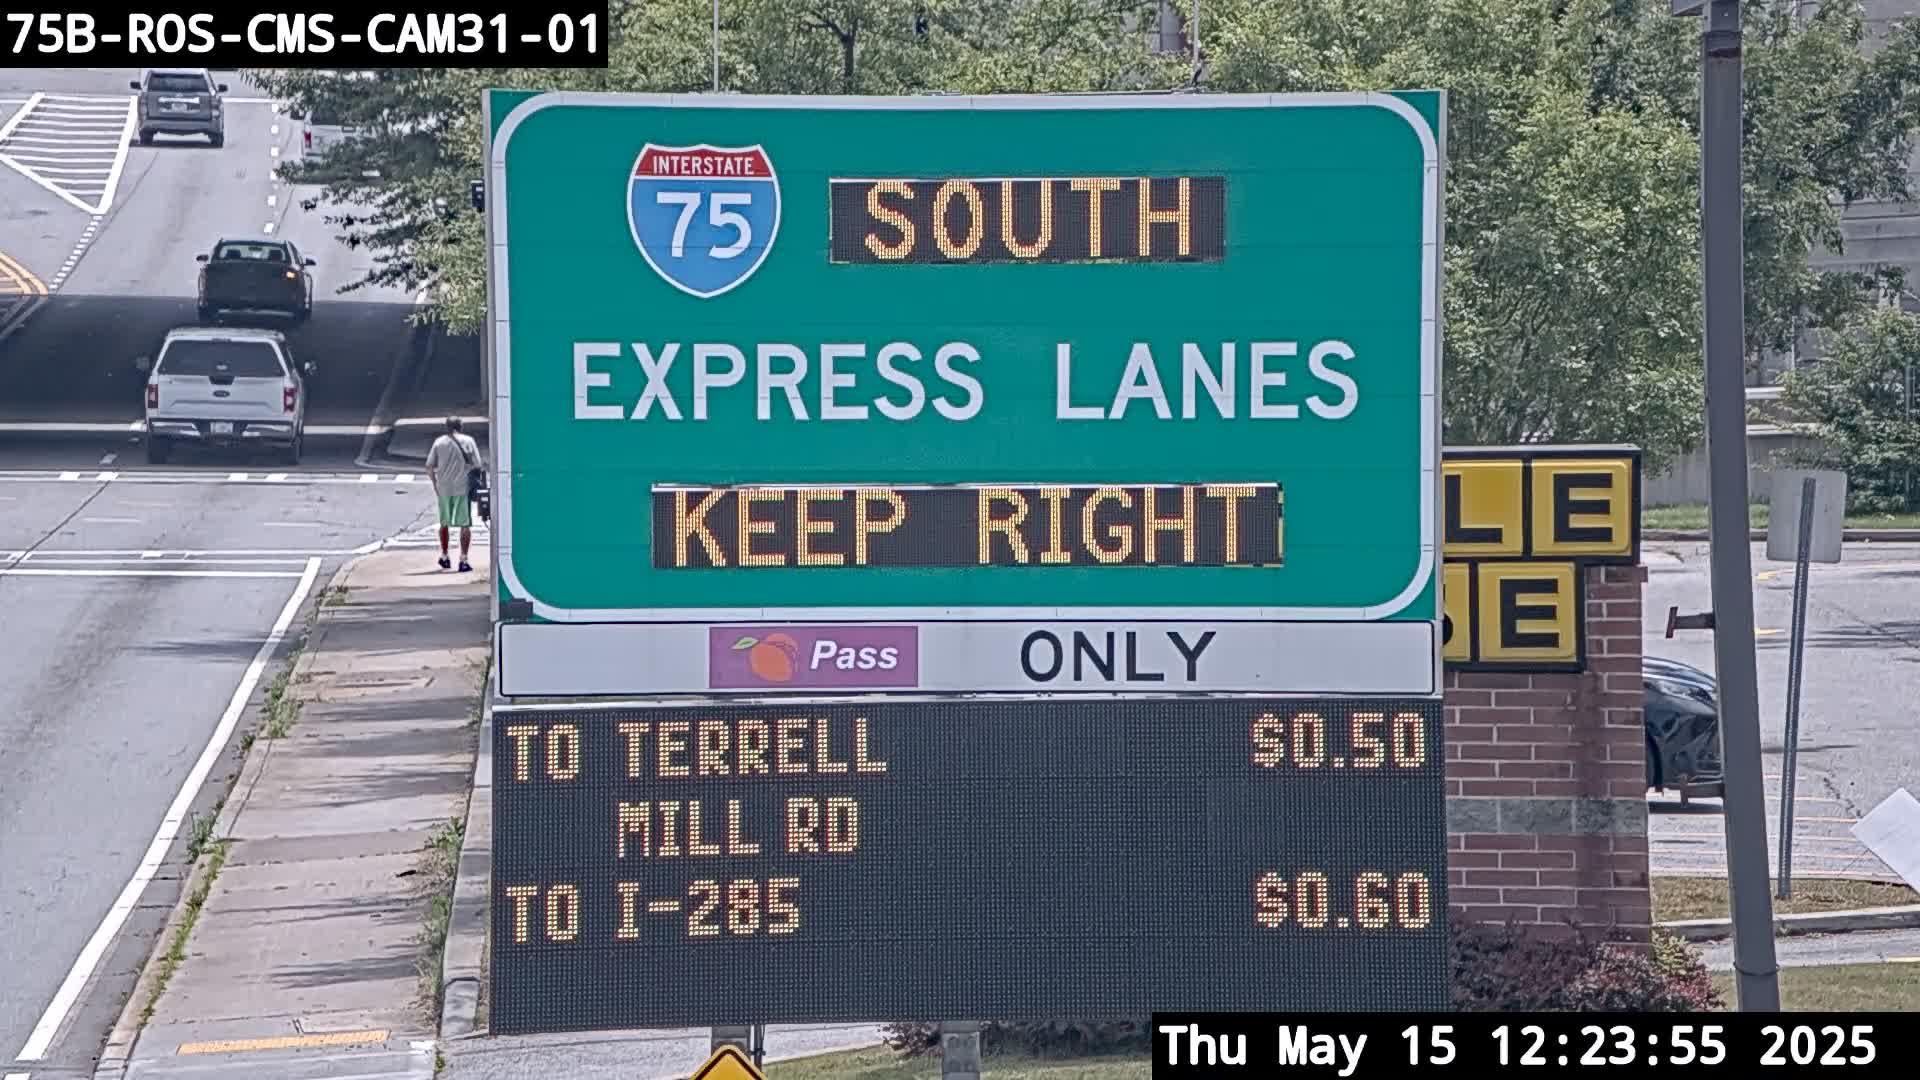 75B-ROS-CMS-CAM31-01
INTERSTATE
75
SOUTH
EXPRESS LANES
KEEP RIGHT
Pass ONLY
TO TERRELL $0.50
MILL RD
TO I-285 $0.60
LE
E
Thu May 15 12:23:55 2025